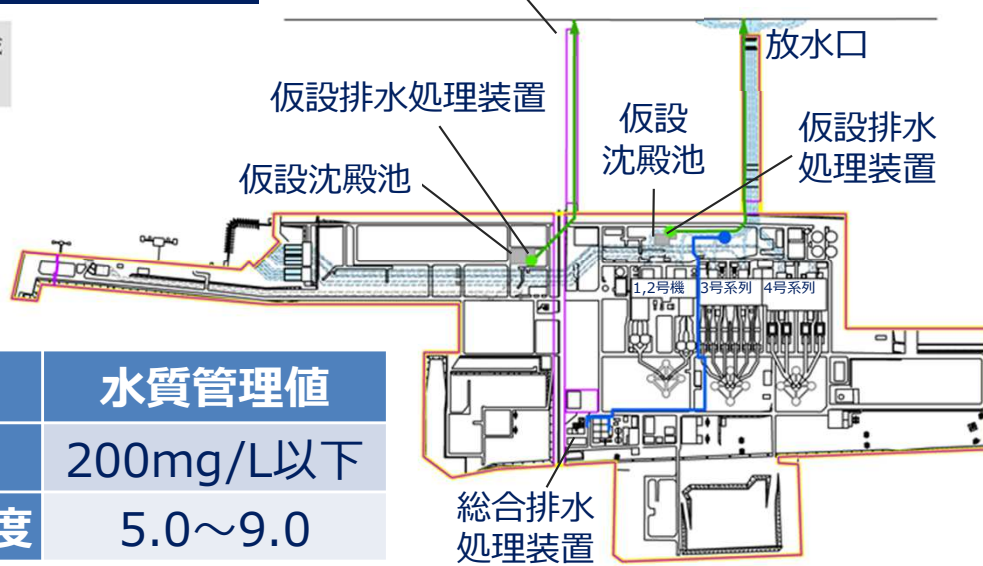 放水口
仮設排水処理装置
仮設
沈殿池
仮設排水
処理装置
仮設沈殿池
1,2号機
3号系列
4号系列
水質管理値
200mg/L以下
度
5.0～9.0
総合排水
処理装置